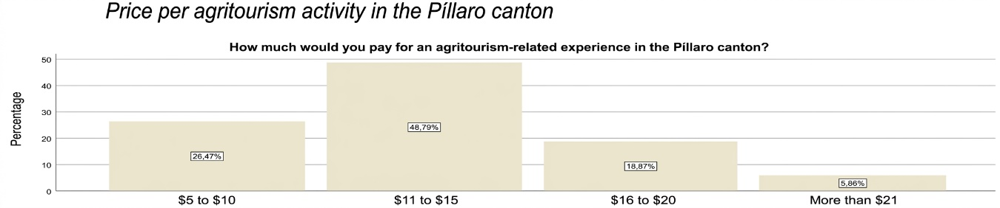 Price per agritourism activity in the Píllaro canton
How much would you pay for an agritourism-related experience in the Píllaro canton?
Percentage
50
40
30
20
10
0
26,47%
48,79%
18,87%
5,86%
$5 to $10
$11 to $15
$16 to $20
More than $21